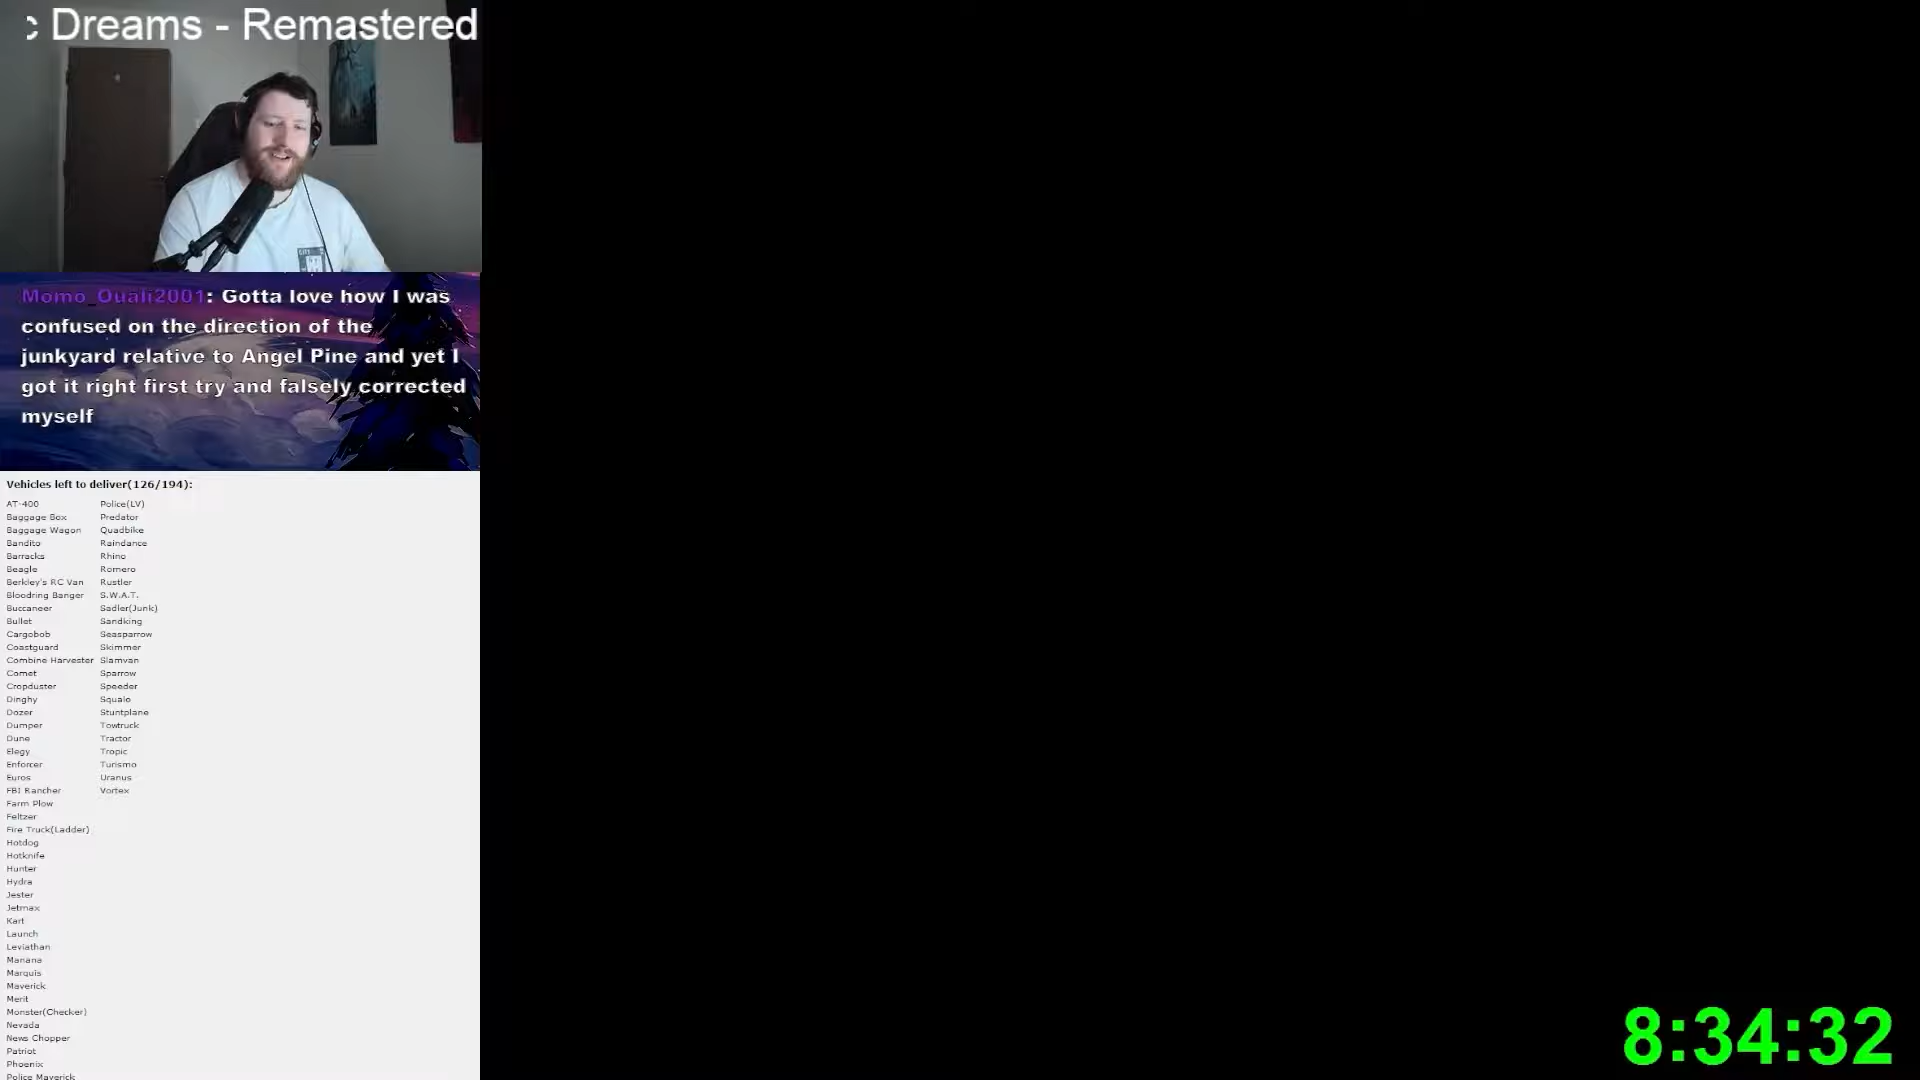 c Dreams - Remastered
Momo_Ouali2001: Gotta love how I was
confused on the direction of the
junkyard relative to Angel Pine and yet I
got it right first try and falsely corrected
myself
Vehicles left to deliver(126/194):
AT-400
Baggage Box
Baggage Wagon
Bandito
Barracks
Beagle
Berkley's RC Van
Bloodring Banger
Buccaneer
Bullet
Cargobob
Coastguard
Combine Harvester
Comet
Cropduster
Dinghy
Dozer
Dumper
Dune
Elegy
Enforcer
Euros
FBI Rancher
Farm Plow
Feltzer
Fire Truck(Ladder)
Hotdog
Hotknife
Hunter
Hydra
Jester
Jetmax
Kart
Launch
Leviathan
Manana
Marquis
Maverick
Merit
Monster(Checker)
Nevada
News Chopper
Patriot
Phoenix
Police Maverick
Police(LV)
Predator
Quadbike
Raindance
Rhino
Romero
Rustler
S.W.A.T.
Sadler(Junk)
Sandking
Seasparrow
Skimmer
Slamvan
Sparrow
Speeder
Squalo
Stuntplane
Towtruck
Tractor
Tropic
Turismo
Uranus
Vortex
8:34:32